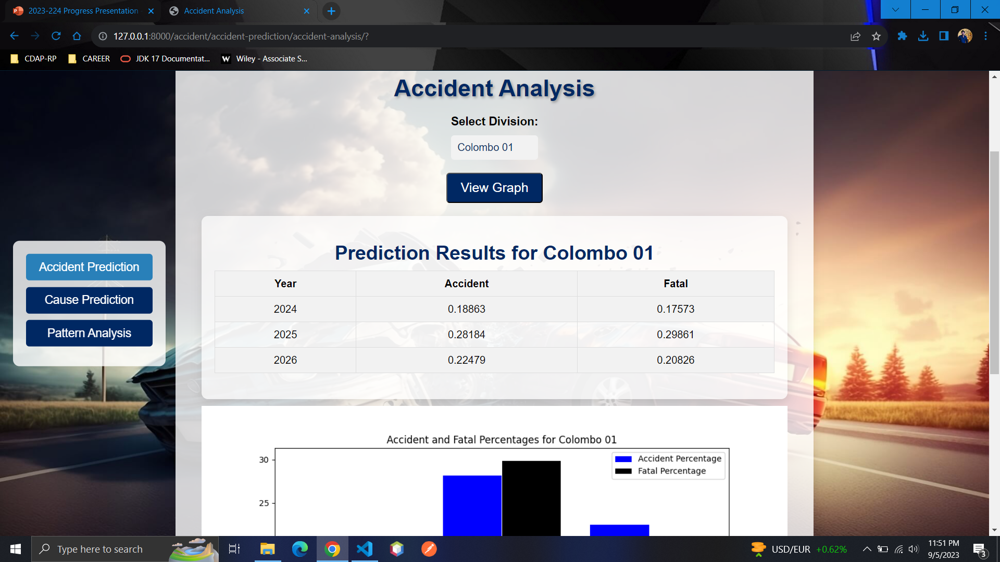 2023-224 Progress Presentation
Accident Analysis
127.0.0.1:8000/accident/accident-prediction/accident-analysis/?
CDAP-RP
CAREER
JDK 17 Documentat...
W
Wiley - Associate S...
Accident Analysis
Select Division:
Colombo 01
View Graph
Accident Prediction
Cause Prediction
Pattern Analysis
Prediction Results for Colombo 01
Year Accident Fatal
2024 0.18863 0.17573
2025 0.28184 0.29861
2026 0.22479 0.20826
Accident and Fatal Percentages for Colombo 01
30
25
Accident Percentage
Fatal Percentage
Type here to search
USD/EUR +0.62%
11:51 PM
9/5/2023
3